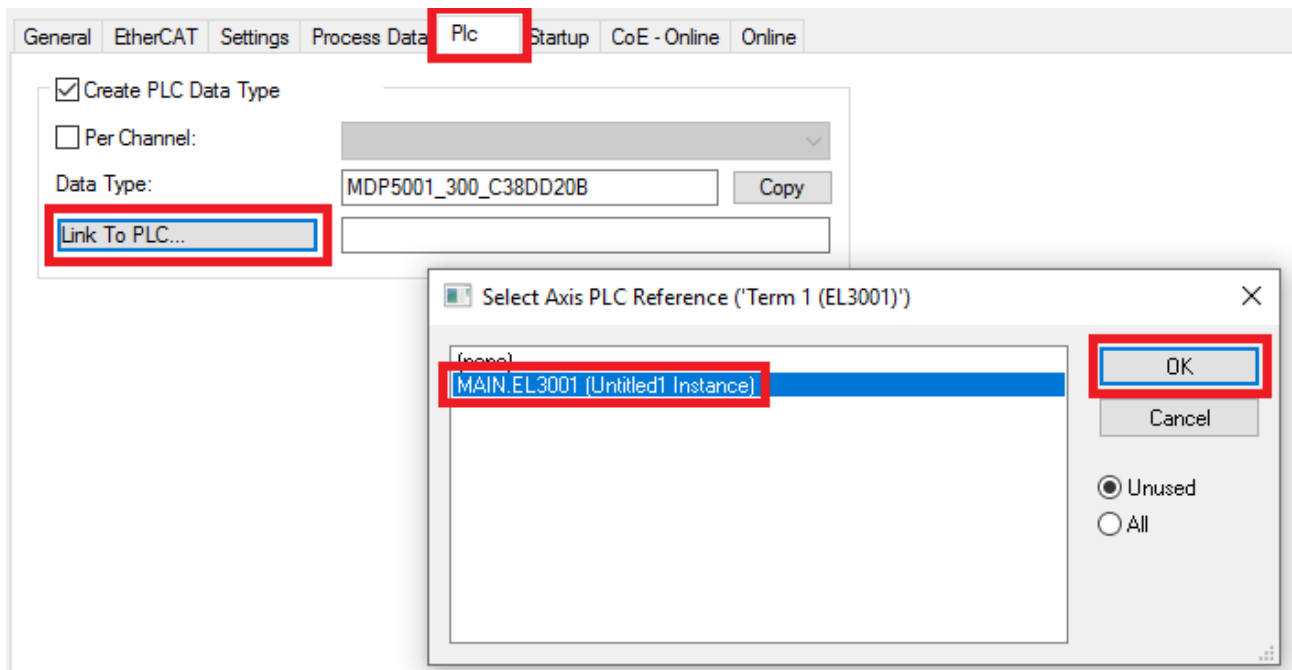 General EtherCAT Settings Process Data Plc Startup CoE - Online Online
Create PLC Data Type
Per Channel:
Data Type: MDP5001_300_C38DD20B Copy
Link To PLC...
Select Axis PLC Reference ('Term 1 (EL3001)')
(none)
MAIN.EL3001 (Untitled1 Instance)
OK
Cancel
Unused
All